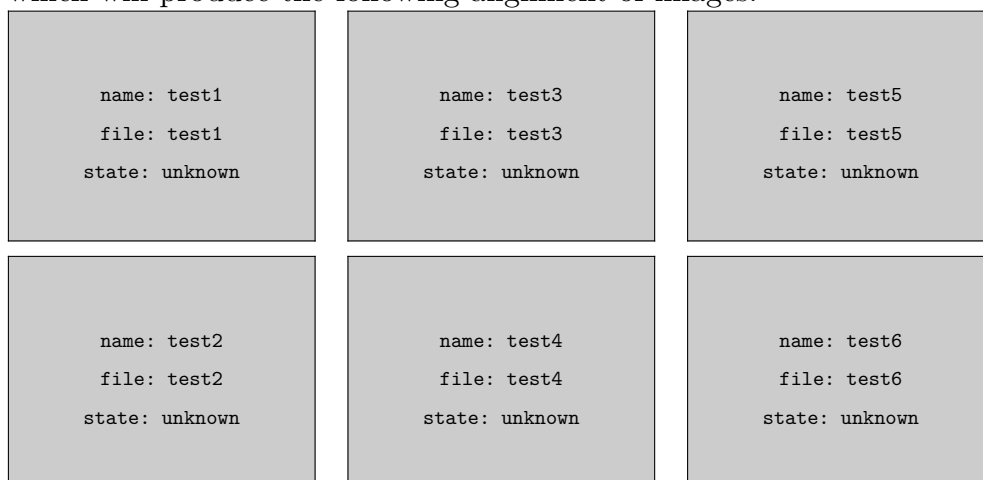 which will produce the following alignment of images:
name: test1
file: test1
state: unknown
name: test3
file: test3
state: unknown
name: test5
file: test5
state: unknown
name: test2
file: test2
state: unknown
name: test4
file: test4
state: unknown
name: test6
file: test6
state: unknown